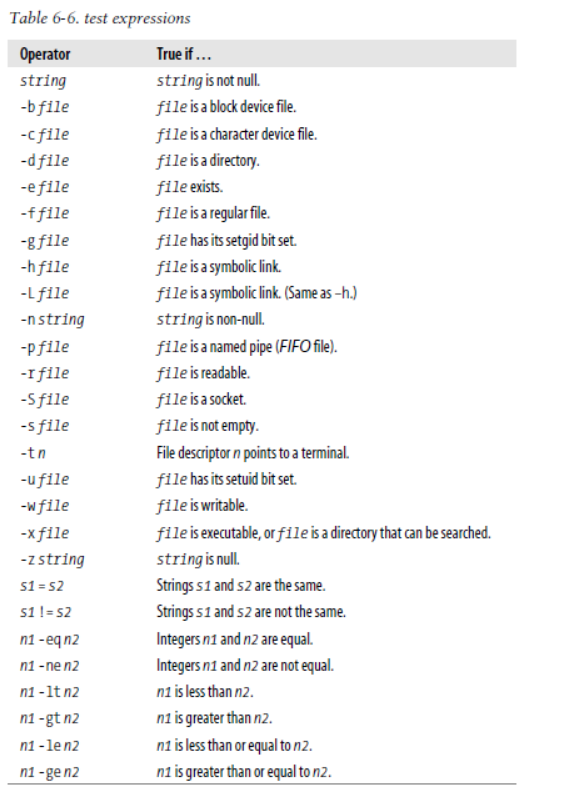 Table 6-6. test expressions
Operator True if …
string string is not null.
-b file file is a block device file.
-c file file is a character device file.
-d file file is a directory.
-e file file exists.
-f file file is a regular file.
-g file file has its setgid bit set.
-h file file is a symbolic link.
-L file file is a symbolic link. (Same as –h.)
-n string string is non-null.
-p file file is a named pipe (FIFO file).
-r file file is readable.
-S file file is a socket.
-s file file is not empty.
-t n File descriptor n points to a terminal.
-u file file has its setuid bit set.
-w file file is writable.
-x file file is executable, or file is a directory that can be searched.
-z string string is null.
s1 = s2 Strings s1 and s2 are the same.
s1 != s2 Strings s1 and s2 are not the same.
n1 -eq n2 Integers n1 and n2 are equal.
n1 -ne n2 Integers n1 and n2 are not equal.
n1 -lt n2 n1 is less than n2.
n1 -gt n2 n1 is greater than n2.
n1 -le n2 n1 is less than or equal to n2.
n1 -ge n2 n1 is greater than or equal to n2.